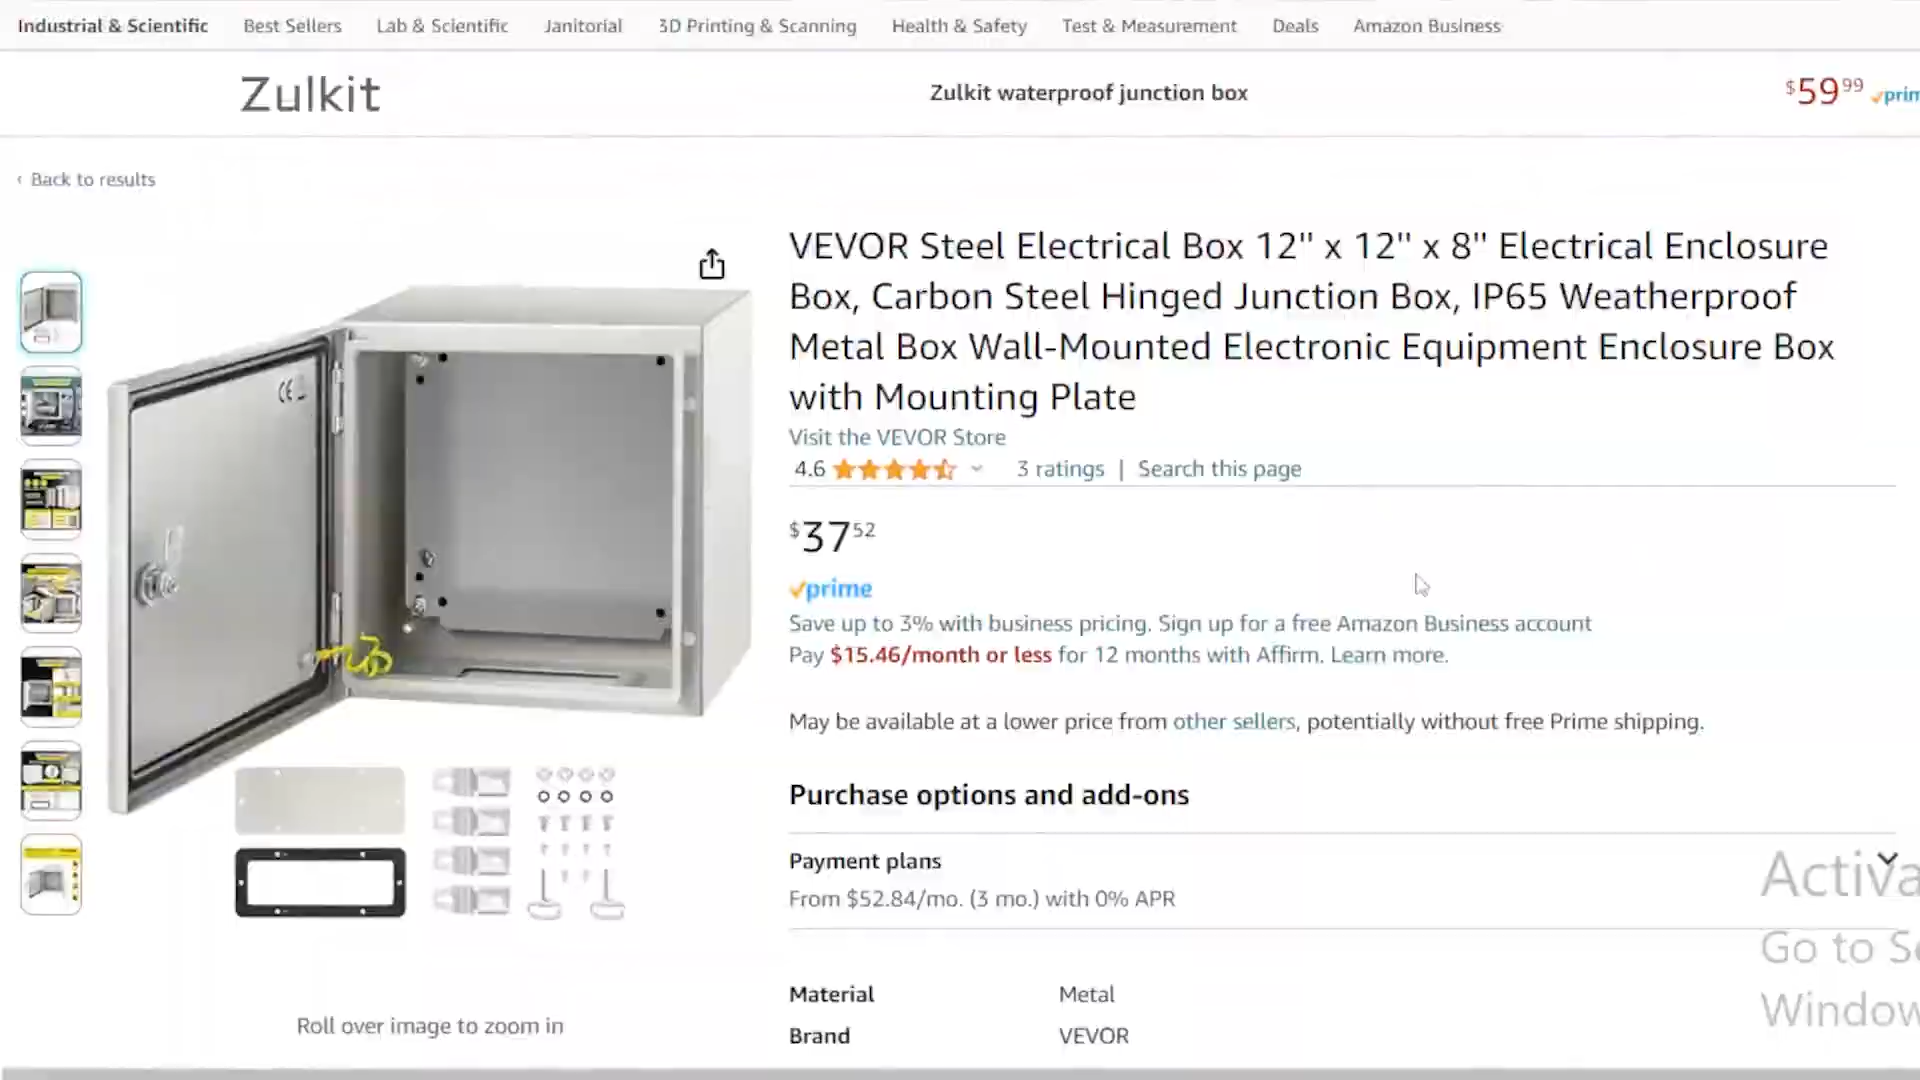 Industrial & Scientific Best Sellers Lab & Scientific Janitorial 3D Printing & Scanning Health & Safety Test & Measurement Deals Amazon Business
Zulkit Zulkit waterproof junction box $59 99 prim
‹ Back to results
VEVOR Steel Electrical Box 12" x 12" x 8" Electrical Enclosure
Box, Carbon Steel Hinged Junction Box, IP65 Weatherproof
Metal Box Wall-Mounted Electronic Equipment Enclosure Box
with Mounting Plate
Visit the VEVOR Store
4.6 3 ratings | Search this page
$37 52
prime
Save up to 3% with business pricing. Sign up for a free Amazon Business account
Pay $15.46/month or less for 12 months with Affirm. Learn more.
May be available at a lower price from other sellers, potentially without free Prime shipping.
Purchase options and add-ons
Payment plans
From $52.84/mo. (3 mo.) with 0% APR
Material Metal
Brand VEVOR
CE
Roll over image to zoom in
Activa
Go to Se
Window